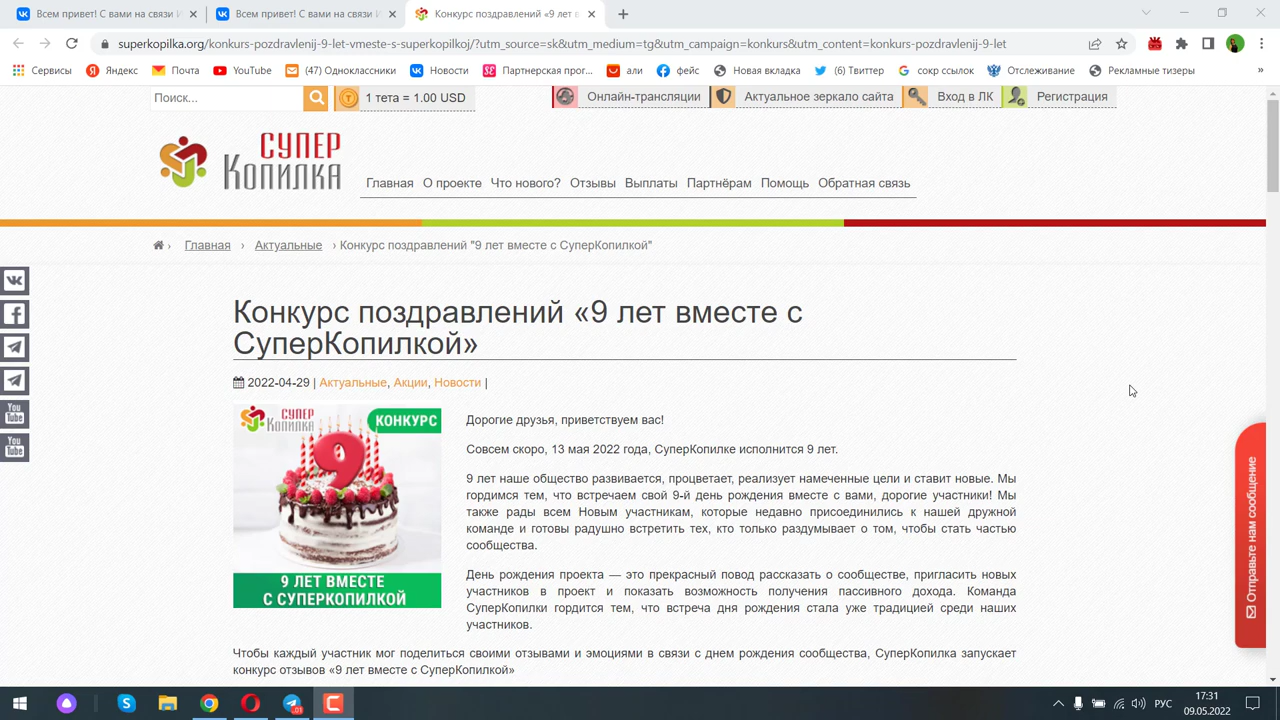 Всем привет! С вами на связи И
Всем привет! С вами на связи
Конкурс поздравлений «9 лет в
superkopilka.org/konkurs-pozdravlenij-9-let-vmeste-s-superkopilkoj/?utm_source=sk&utm_medium=tg&utm_campaign=konkurs&utm_content=konkurs-pozdravlenij-9-let
Сервисы Яндекс Почта YouTube (47) Одноклассники Новости Партнерская прог... али фейс Новая вкладка (6) Твиттер сокр ссылок Отслеживание Рекламные тизеры »
Поиск... 1 тета = 1.00 USD Онлайн-трансляции Актуальное зеркало сайта Вход в ЛК Регистрация
СУПЕР
КОПИЛКА
Главная О проекте Что нового? Отзывы Выплаты Партнёрам Помощь Обратная связь
› Главная › Актуальные › Конкурс поздравлений "9 лет вместе с СуперКопилкой"
Конкурс поздравлений «9 лет вместе с
СуперКопилкой»
2022-04-29 | Актуальные, Акции, Новости |
СУПЕР
КОПИЛКА
КОНКУРС
9
9 ЛЕТ ВМЕСТЕ
С СУПЕРКОПИЛКОЙ
Дорогие друзья, приветствуем вас!
Совсем скоро, 13 мая 2022 года, СуперКопилке исполнится 9 лет.
9 лет наше общество развивается, процветает, реализует намеченные цели и ставит новые. Мы
гордимся тем, что встречаем свой 9-й день рождения вместе с вами, дорогие участники! Мы
также рады всем Новым участникам, которые недавно присоединились к нашей дружной
команде и готовы радушно встретить тех, кто только раздумывает о том, чтобы стать частью
сообщества.
День рождения проекта — это прекрасный повод рассказать о сообществе, пригласить новых
участников в проект и показать возможность получения пассивного дохода. Команда
СуперКопилки гордится тем, что встреча дня рождения стала уже традицией среди наших
участников.
Чтобы каждый участник мог поделиться своими отзывами и эмоциями в связи с днем рождения сообщества, СуперКопилка запускает
конкурс отзывов «9 лет вместе с СуперКопилкой»
You
Tube
You
Tube
Отправьте нам сообщение
РУС
17:31
09.05.2022